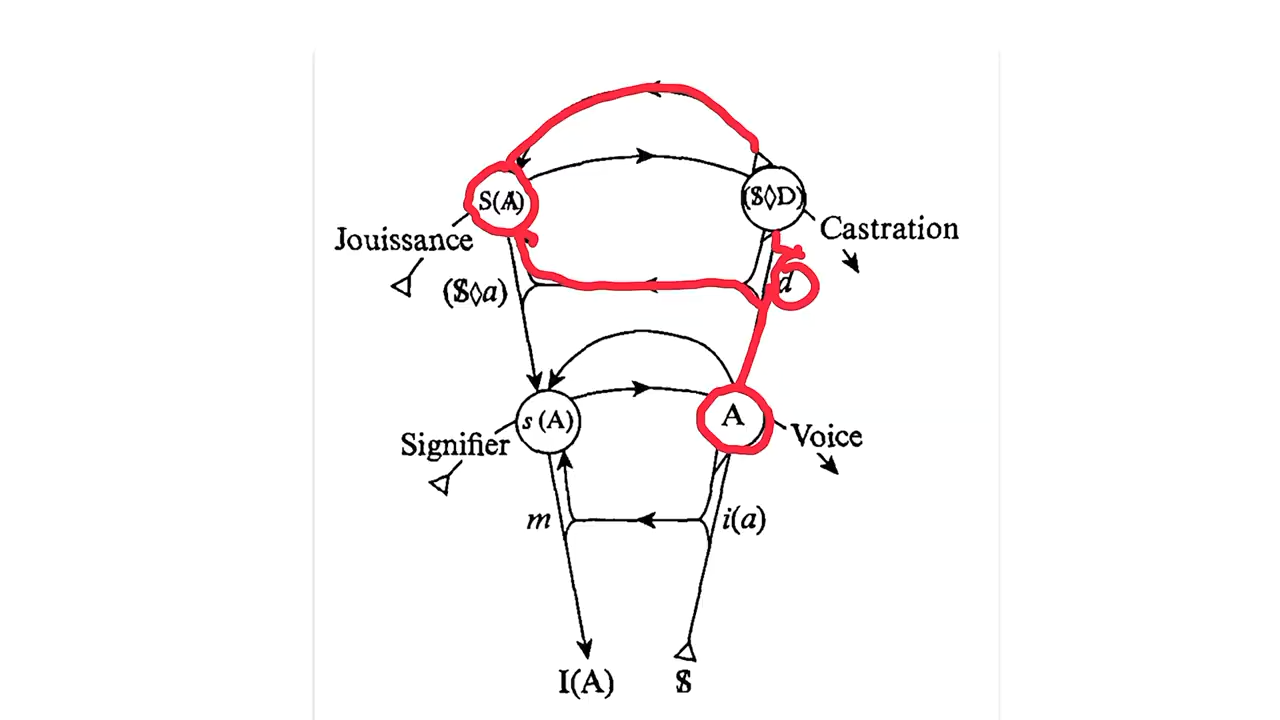 S(Ⱥ)
($◊D)
Jouissance
Castration
($◊a)
d
s (A)
A
Signifier
Voice
m
i(a)
I(A)
$